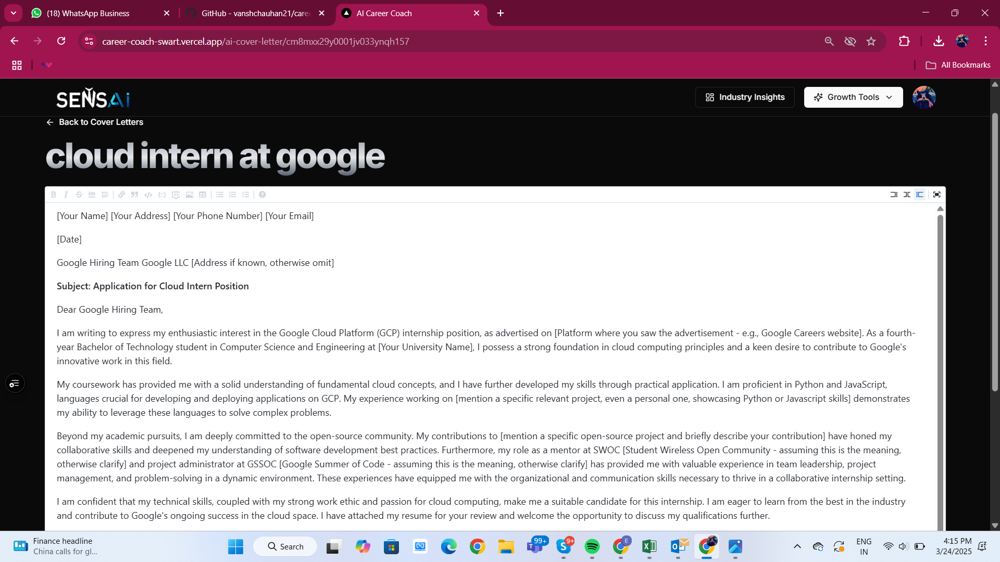 (18) WhatsApp Business
GitHub - vanshchauhan21/caree
AI Career Coach
career-coach-swart.vercel.app/ai-cover-letter/cm8mxx29y0001jv033ynqh157
All Bookmarks
SENSAi
Industry Insights
Growth Tools
Back to Cover Letters
cloud intern at google
[Your Name] [Your Address] [Your Phone Number] [Your Email]
[Date]
Google Hiring Team Google LLC [Address if known, otherwise omit]
Subject: Application for Cloud Intern Position
Dear Google Hiring Team,
I am writing to express my enthusiastic interest in the Google Cloud Platform (GCP) internship position, as advertised on [Platform where you saw the advertisement - e.g., Google Careers website]. As a fourth-
year Bachelor of Technology student in Computer Science and Engineering at [Your University Name], I possess a strong foundation in cloud computing principles and a keen desire to contribute to Google's
innovative work in this field.
My coursework has provided me with a solid understanding of fundamental cloud concepts, and I have further developed my skills through practical application. I am proficient in Python and JavaScript,
languages crucial for developing and deploying applications on GCP. My experience working on [mention a specific relevant project, even a personal one, showcasing Python or Javascript skills] demonstrates
my ability to leverage these languages to solve complex problems.
Beyond my academic pursuits, I am deeply committed to the open-source community. My contributions to [mention a specific open-source project and briefly describe your contribution] have honed my
collaborative skills and deepened my understanding of software development best practices. Furthermore, my role as a mentor at SWOC [Student Wireless Open Community - assuming this is the meaning,
otherwise clarify] and project administrator at GSSOC [Google Summer of Code - assuming this is the meaning, otherwise clarify] has provided me with valuable experience in team leadership, project
management, and problem-solving in a dynamic environment. These experiences have equipped me with the organizational and communication skills necessary to thrive in a collaborative internship setting.
I am confident that my technical skills, coupled with my strong work ethic and passion for cloud computing, make me a suitable candidate for this internship. I am eager to learn from the best in the industry
and contribute to Google's ongoing success in the cloud space. I have attached my resume for your review and welcome the opportunity to discuss my qualifications further.
Finance headline
China calls for gl...
Search
99+
9+
E
ENG
IN
4:15 PM
3/24/2025